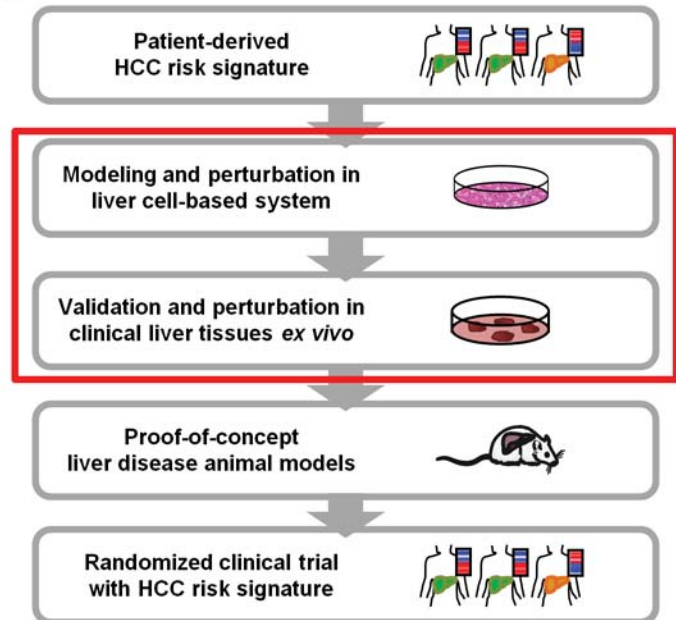 Patient-derived
HCC risk signature
Modeling and perturbation in
liver cell-based system
Validation and perturbation in
clinical liver tissues ex vivo
Proof-of-concept
liver disease animal models
Randomized clinical trial
with HCC risk signature